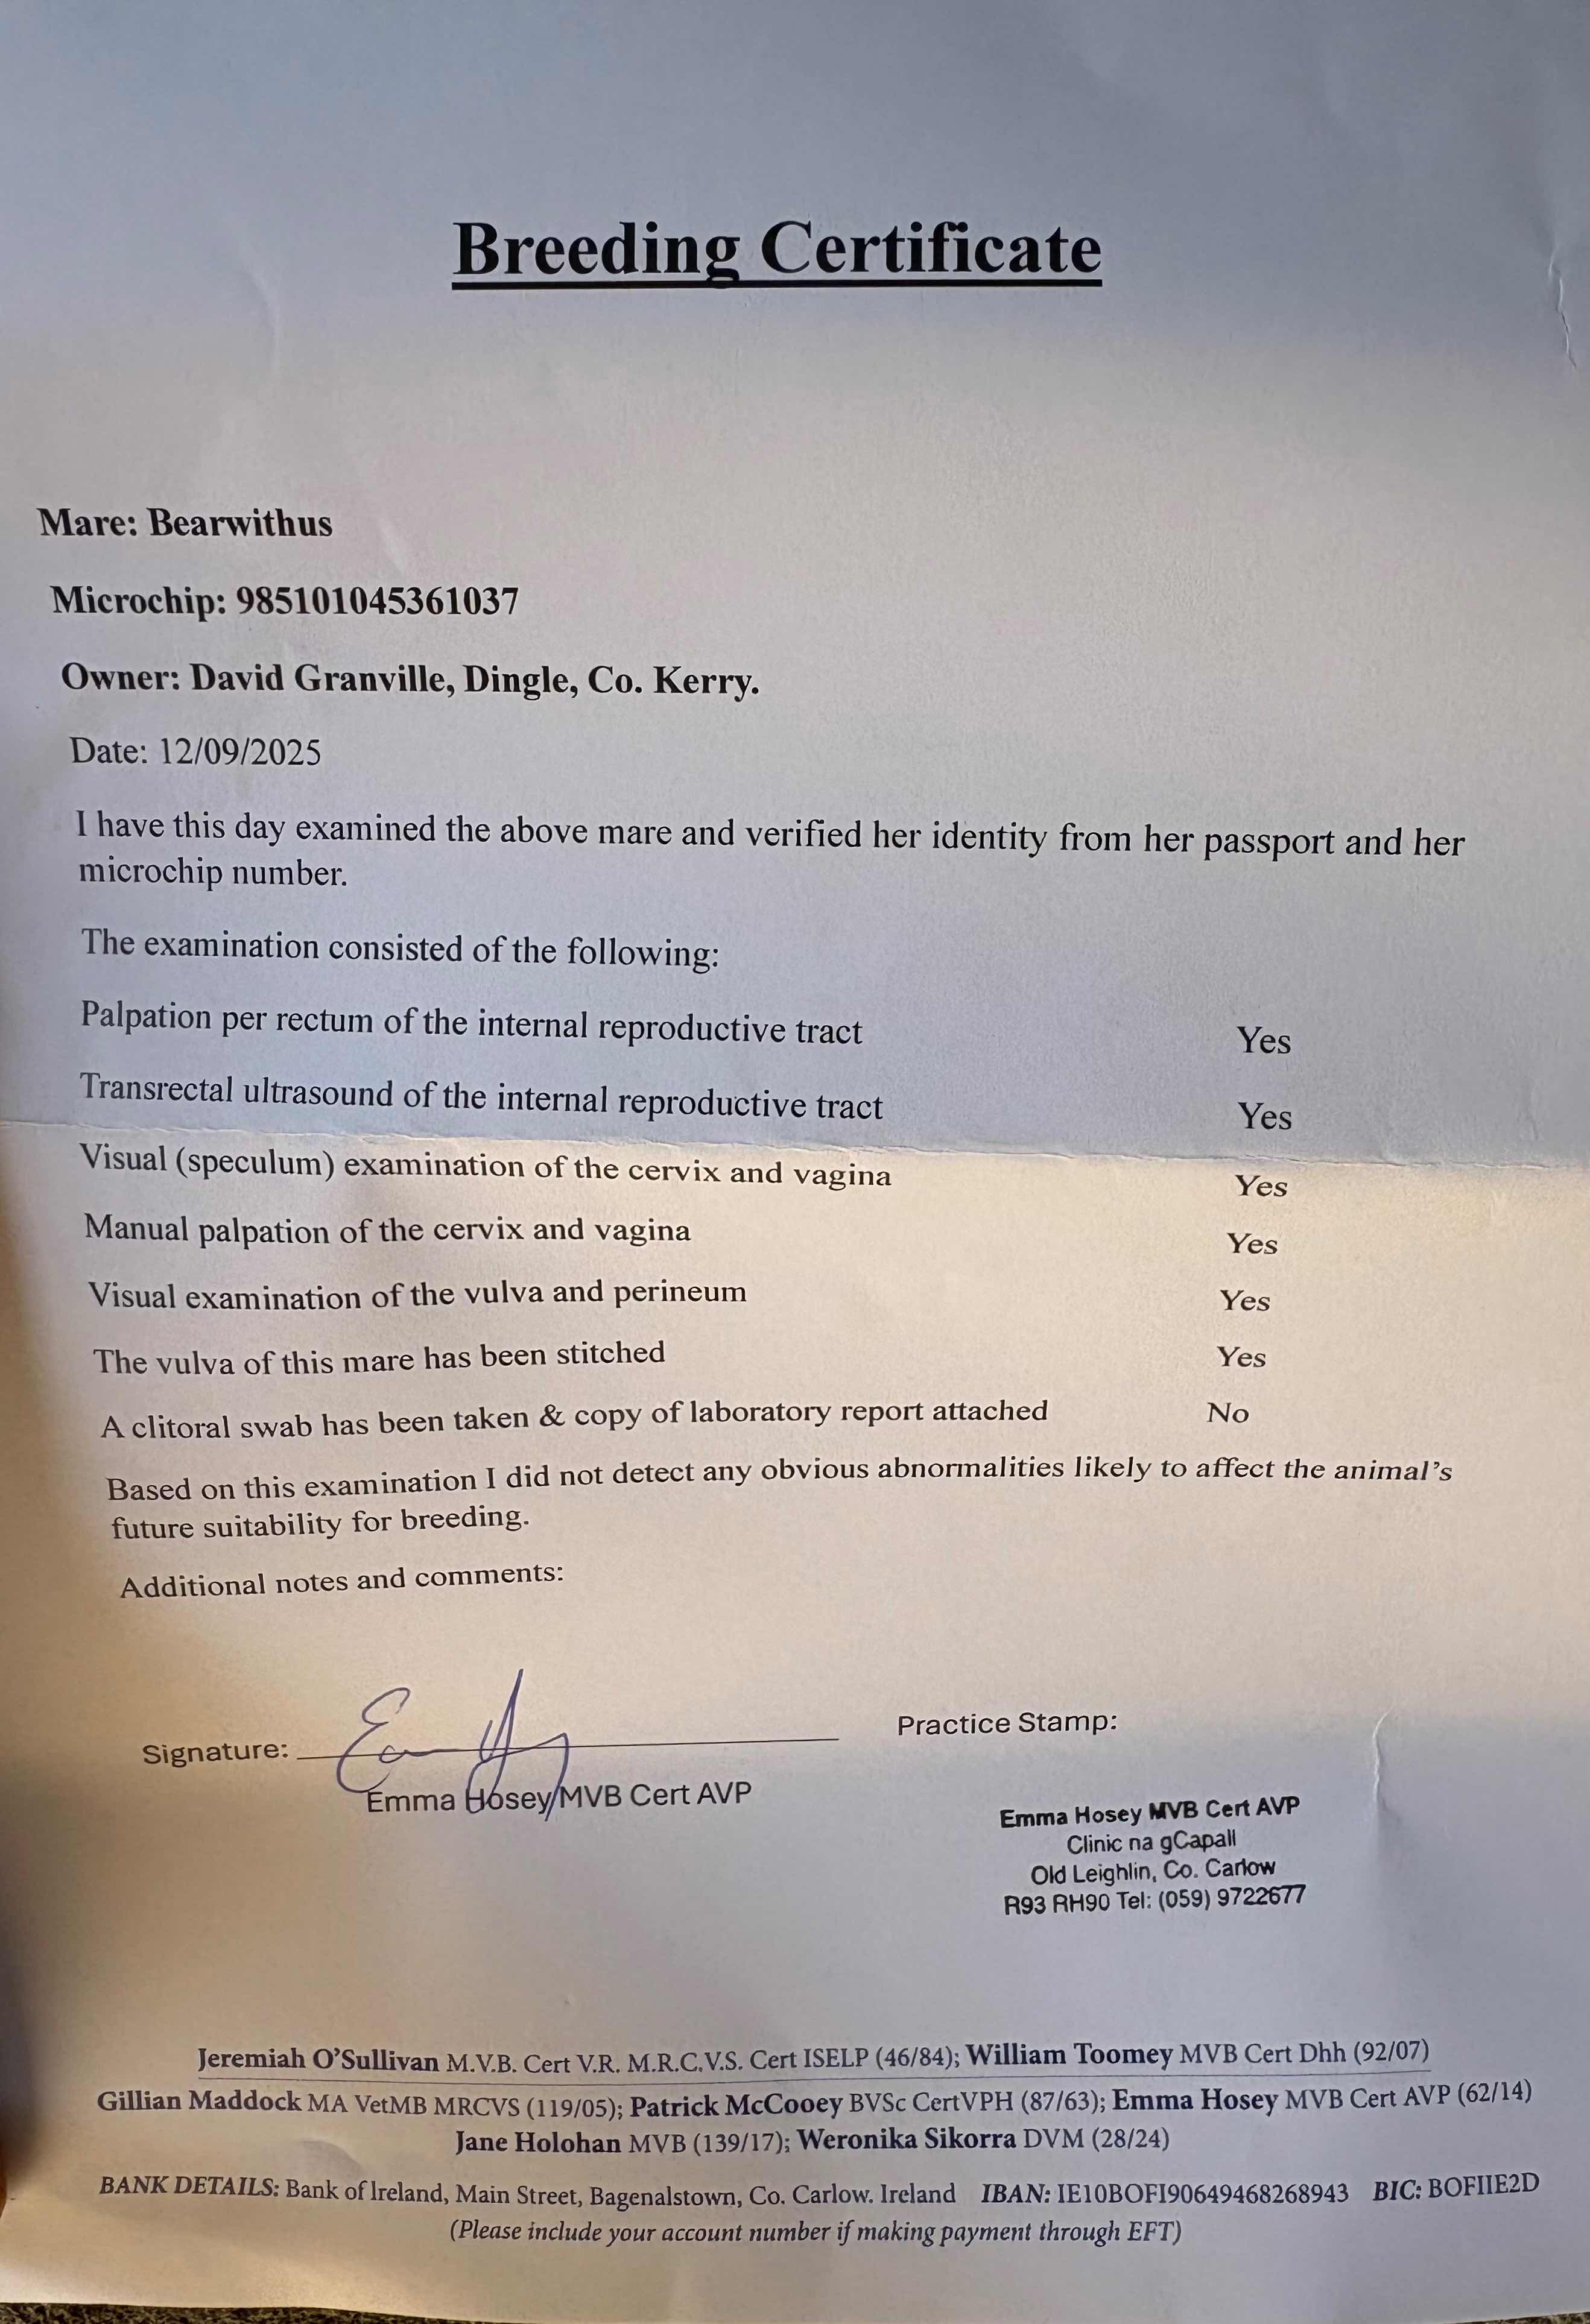 Breeding Certificate
Mare: Bearwithus
Microchip: 985101045361037
Owner: David Granville, Dingle, Co. Kerry.
Date: 12/09/2025
I have this day examined the above mare and verified her identity from her passport and her
microchip number.
The examination consisted of the following:
Palpation per rectum of the internal reproductive tract Yes
Transrectal ultrasound of the internal reproductive tract Yes
Visual (speculum) examination of the cervix and vagina Yes
Manual palpation of the cervix and vagina Yes
Visual examination of the vulva and perineum Yes
The vulva of this mare has been stitched Yes
A clitoral swab has been taken & copy of laboratory report attached No
Based on this examination I did not detect any obvious abnormalities likely to affect the animal's
future suitability for breeding.
Additional notes and comments:
Signature:
Emma Hosey MVB Cert AVP
Practice Stamp:
Emma Hosey MVB Cert AVP
Clinic na gCapall
Old Leighlin, Co. Carlow
R93 RH90 Tel: (059) 9722677
Jeremiah O'Sullivan M.V.B. Cert V.R. M.R.C.V.S. Cert ISELP (46/84); William Toomey MVB Cert Dhh (92/07)
Gillian Maddock MA VetMB MRCVS (119/05); Patrick McCooey BVSc CertVPH (87/63); Emma Hosey MVB Cert AVP (62/14)
Jane Holohan MVB (139/17); Weronika Sikorra DVM (28/24)
BANK DETAILS: Bank of Ireland, Main Street, Bagenalstown, Co. Carlow. Ireland IBAN: IE10BOFI90649468268943 BIC: BOFIIE2D
(Please include your account number if making payment through EFT)